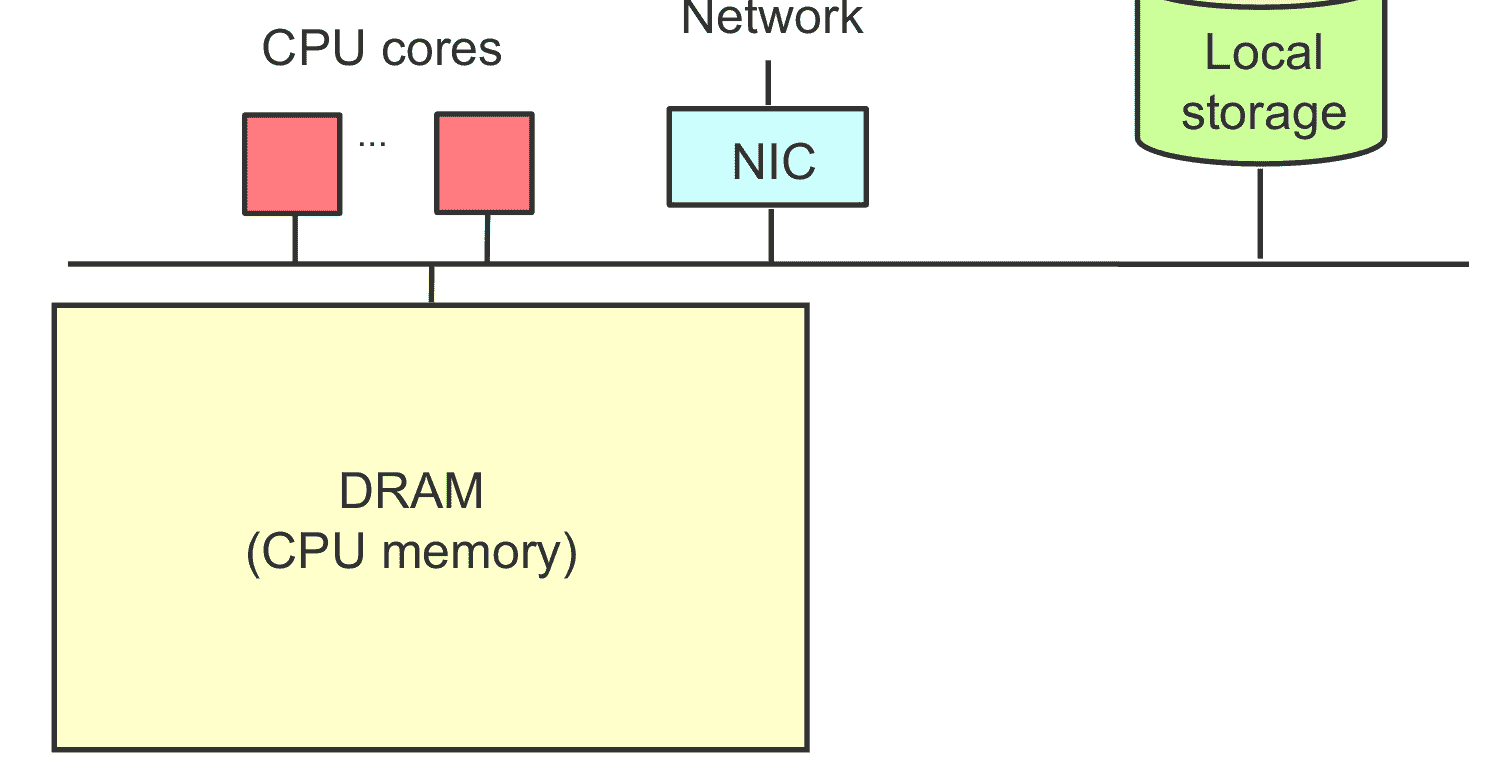 Network
CPU cores
Local
storage
...
NIC
DRAM
(CPU memory)